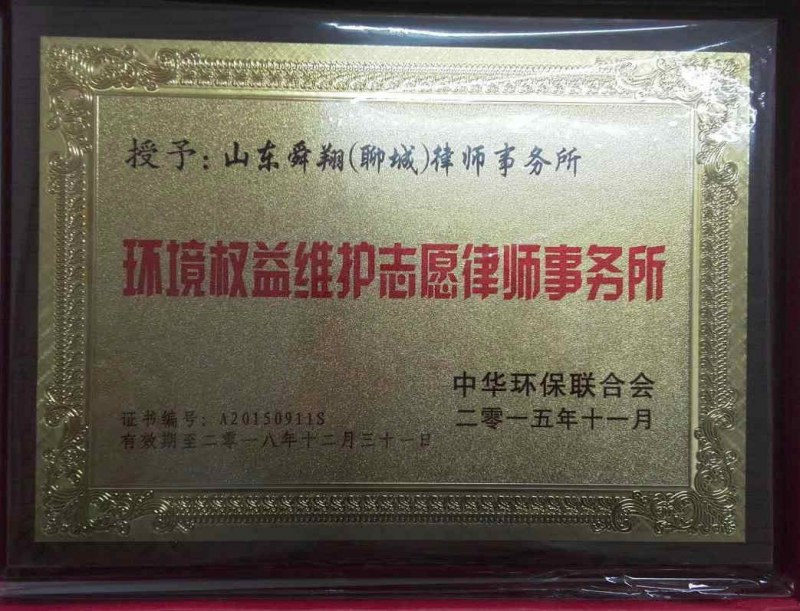 授予：山东舜翔(聊城)律师事务所
环境权益维护志愿律师事务所
中华环保联合会
二零一五年十一月
证书编号：A20150911S
有效期至二零一八年十二月三十一日